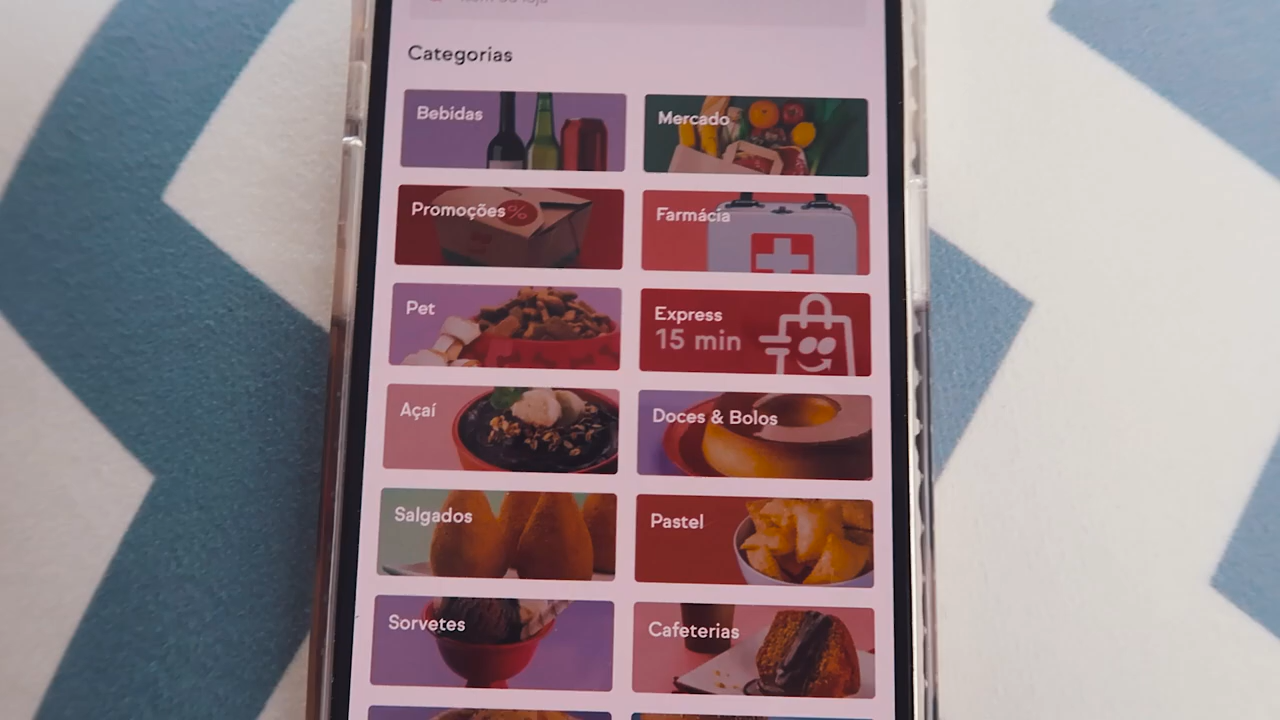 Categorias
Bebidas
Mercado
Promoções %
Farmácia
Pet
Express
15 min
Açaí
Doces & Bolos
Salgados
Pastel
Sorvetes
Cafeterias